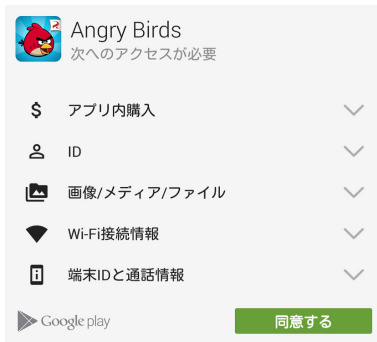 Angry Birds
次へのアクセスが必要
$
アプリ内購入
ID
画像/メディア/ファイル
Wi-Fi接続情報
端末IDと通話情報
Google play
同意する